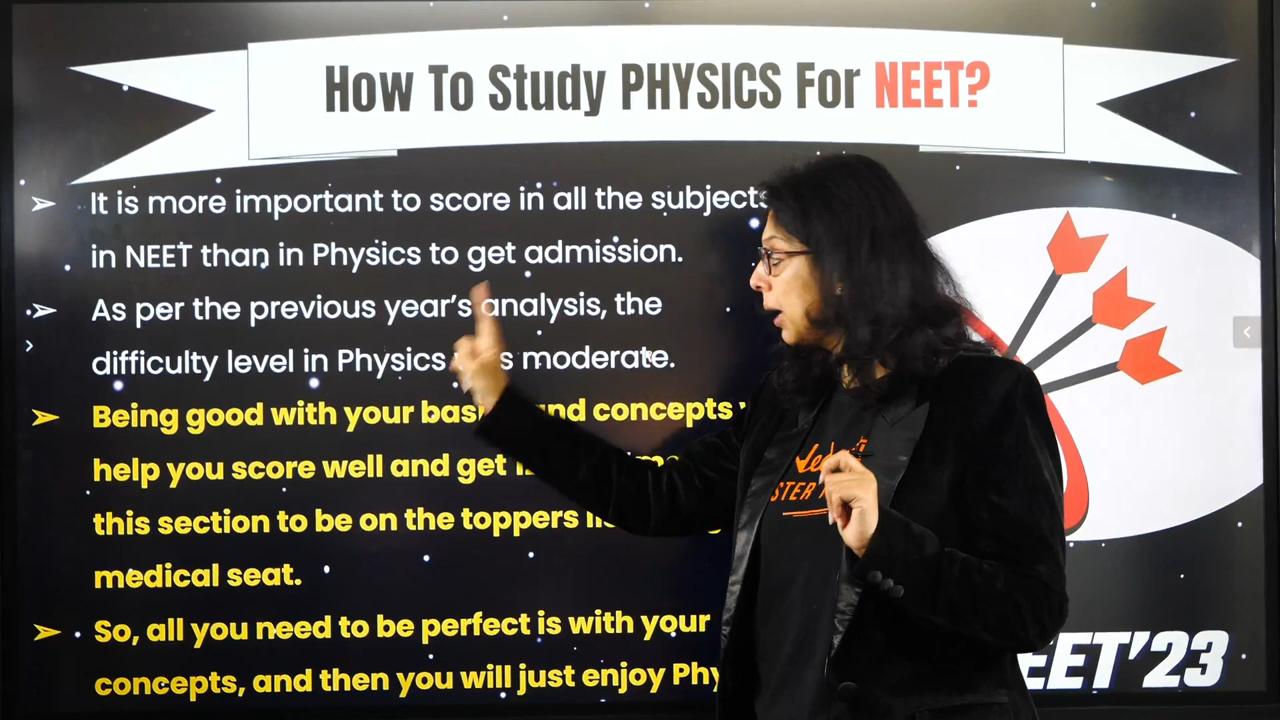 How To Study PHYSICS For NEET?
➢ It is more important to score in all the subjects
in NEET than in Physics to get admission.
➢ As per the previous year's analysis, the
difficulty level in Physics moderate.
➢ Being good with your and concepts
help you score well and get
this section to be on the toppers
medical seat.
➢ So, all you need to be perfect is with your
concepts, and then you will just enjoy
'23